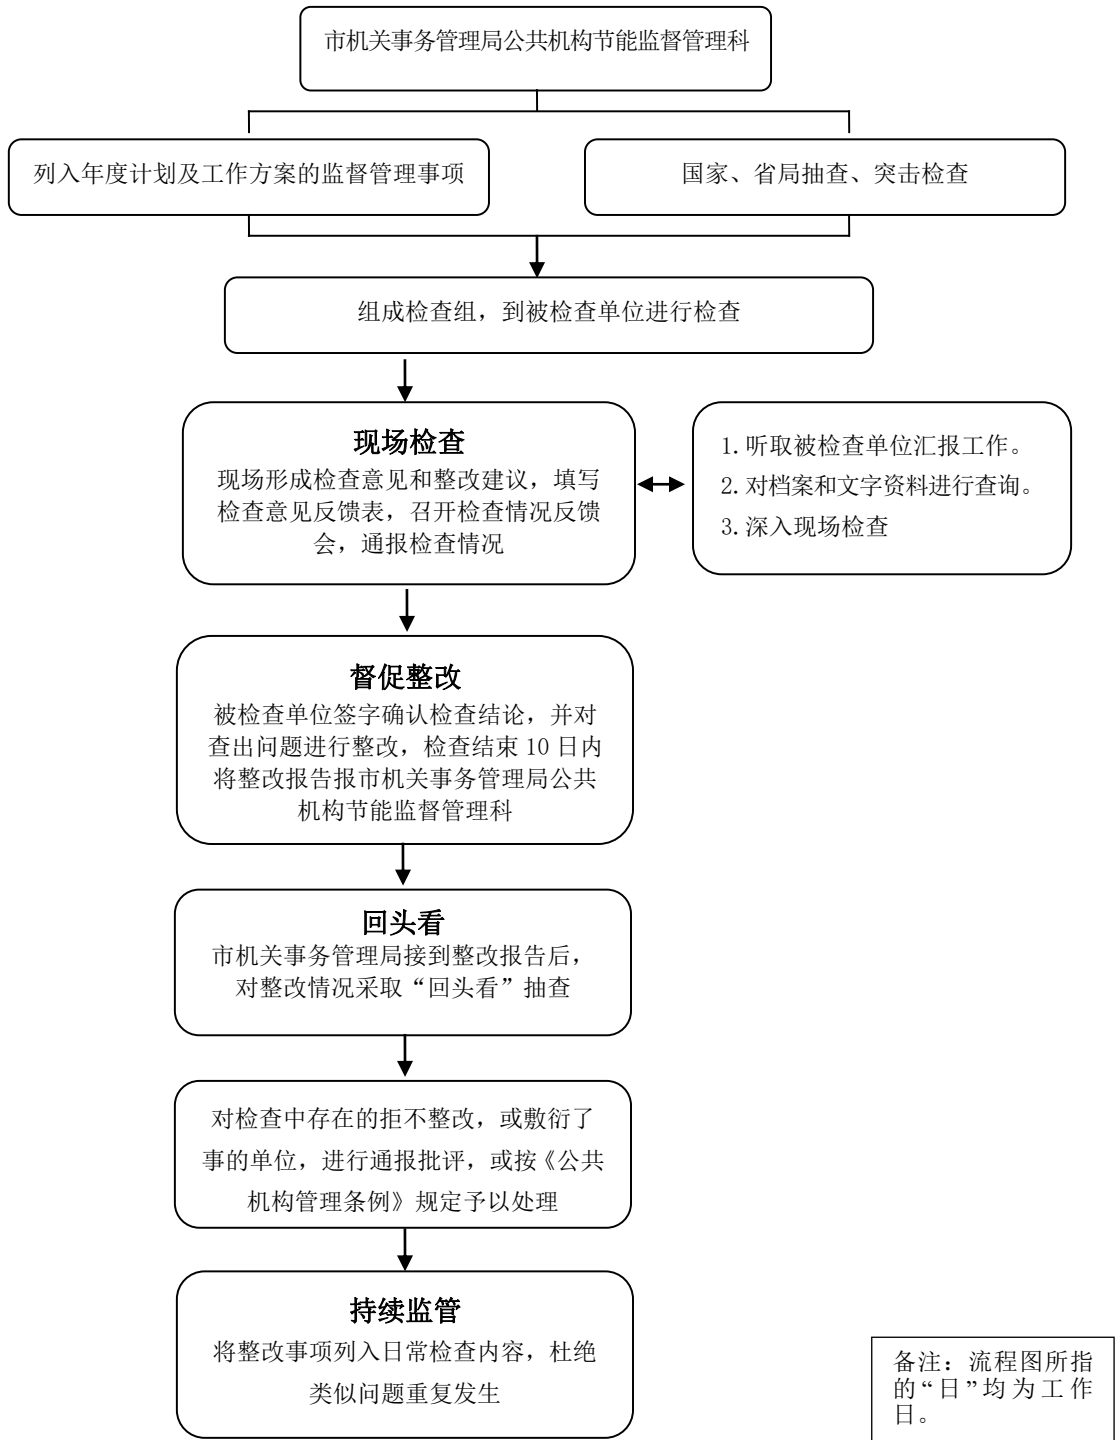 市机关事务管理局公共机构节能监督管理科
列入年度计划及工作方案的监督管理事项
国家、省局抽查、突击检查
组成检查组，到被检查单位进行检查
现场检查
现场形成检查意见和整改建议，填写
检查意见反馈表，召开检查情况反馈
会，通报检查情况
1.听取被检查单位汇报工作。
2.对档案和文字资料进行查询。
3.深入现场检查
督促整改
被检查单位签字确认检查结论，并对
查出问题进行整改，检查结束 10 日内
将整改报告报市机关事务管理局公共
机构节能监督管理科
回头看
市机关事务管理局接到整改报告后，
对整改情况采取“回头看”抽查
对检查中存在的拒不整改，或敷衍了
事的单位，进行通报批评，或按《公共
机构管理条例》规定予以处理
持续监管
将整改事项列入日常检查内容，杜绝
类似问题重复发生
备注：流程图所指
的“日”均为工作
日。